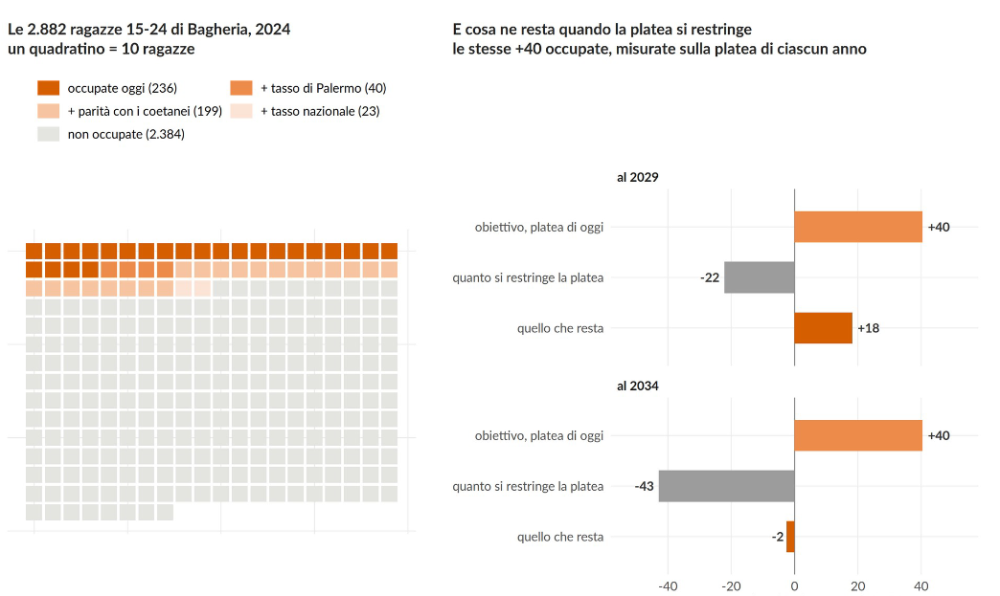 Le 2.882 ragazze 15-24 di Bagheria, 2024
un quadratino = 10 ragazze
occupate oggi (236)
+ tasso di Palermo (40)
+ parità con i coetanei (199)
+ tasso nazionale (23)
non occupate (2.384)
E cosa ne resta quando la platea si restringe
le stesse +40 occupate, misurate sulla platea di ciascun anno
al 2029
obiettivo, platea di oggi
+40
quanto si restringe la platea
-22
quello che resta
+18
al 2034
obiettivo, platea di oggi
+40
quanto si restringe la platea
-43
quello che resta
-2
-40 -20 0 20 40